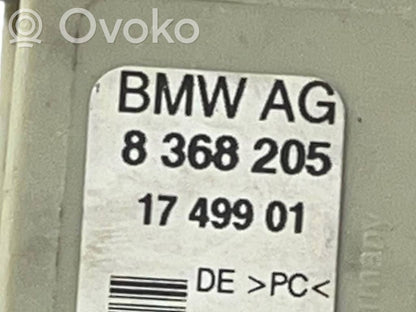 Ovoko
BMW AG
8 368 205
17 499 01
DE >PC<